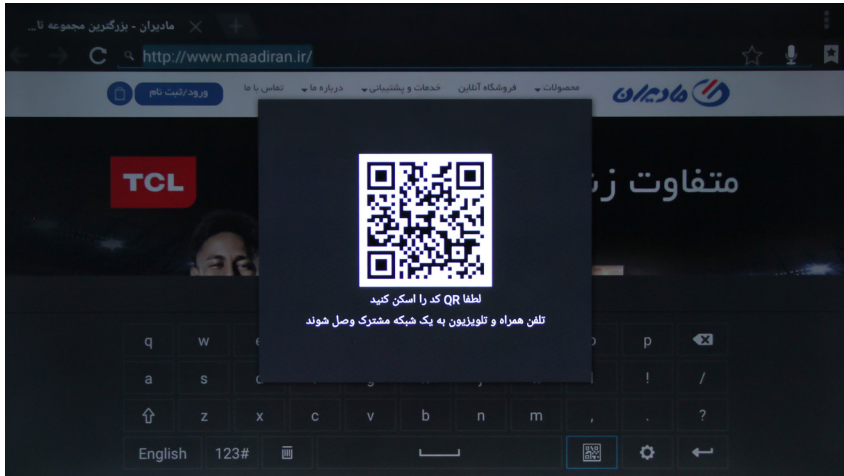 مادیران - بزرگترین مجموعه تا...
http://www.maadiran.ir/
مادیران
محصولات
فروشگاه آنلاین
خدمات و پشتیبانی
درباره ما
تماس با ما
ورود/ثبت نام
TCL
متفاوت
لطفا QR کد را اسکن کنید
تلفن همراه و تلویزیون به یک شبکه مشترک وصل شوند
q w p
a s ! /
z x c v b n m , . ?
English 123#